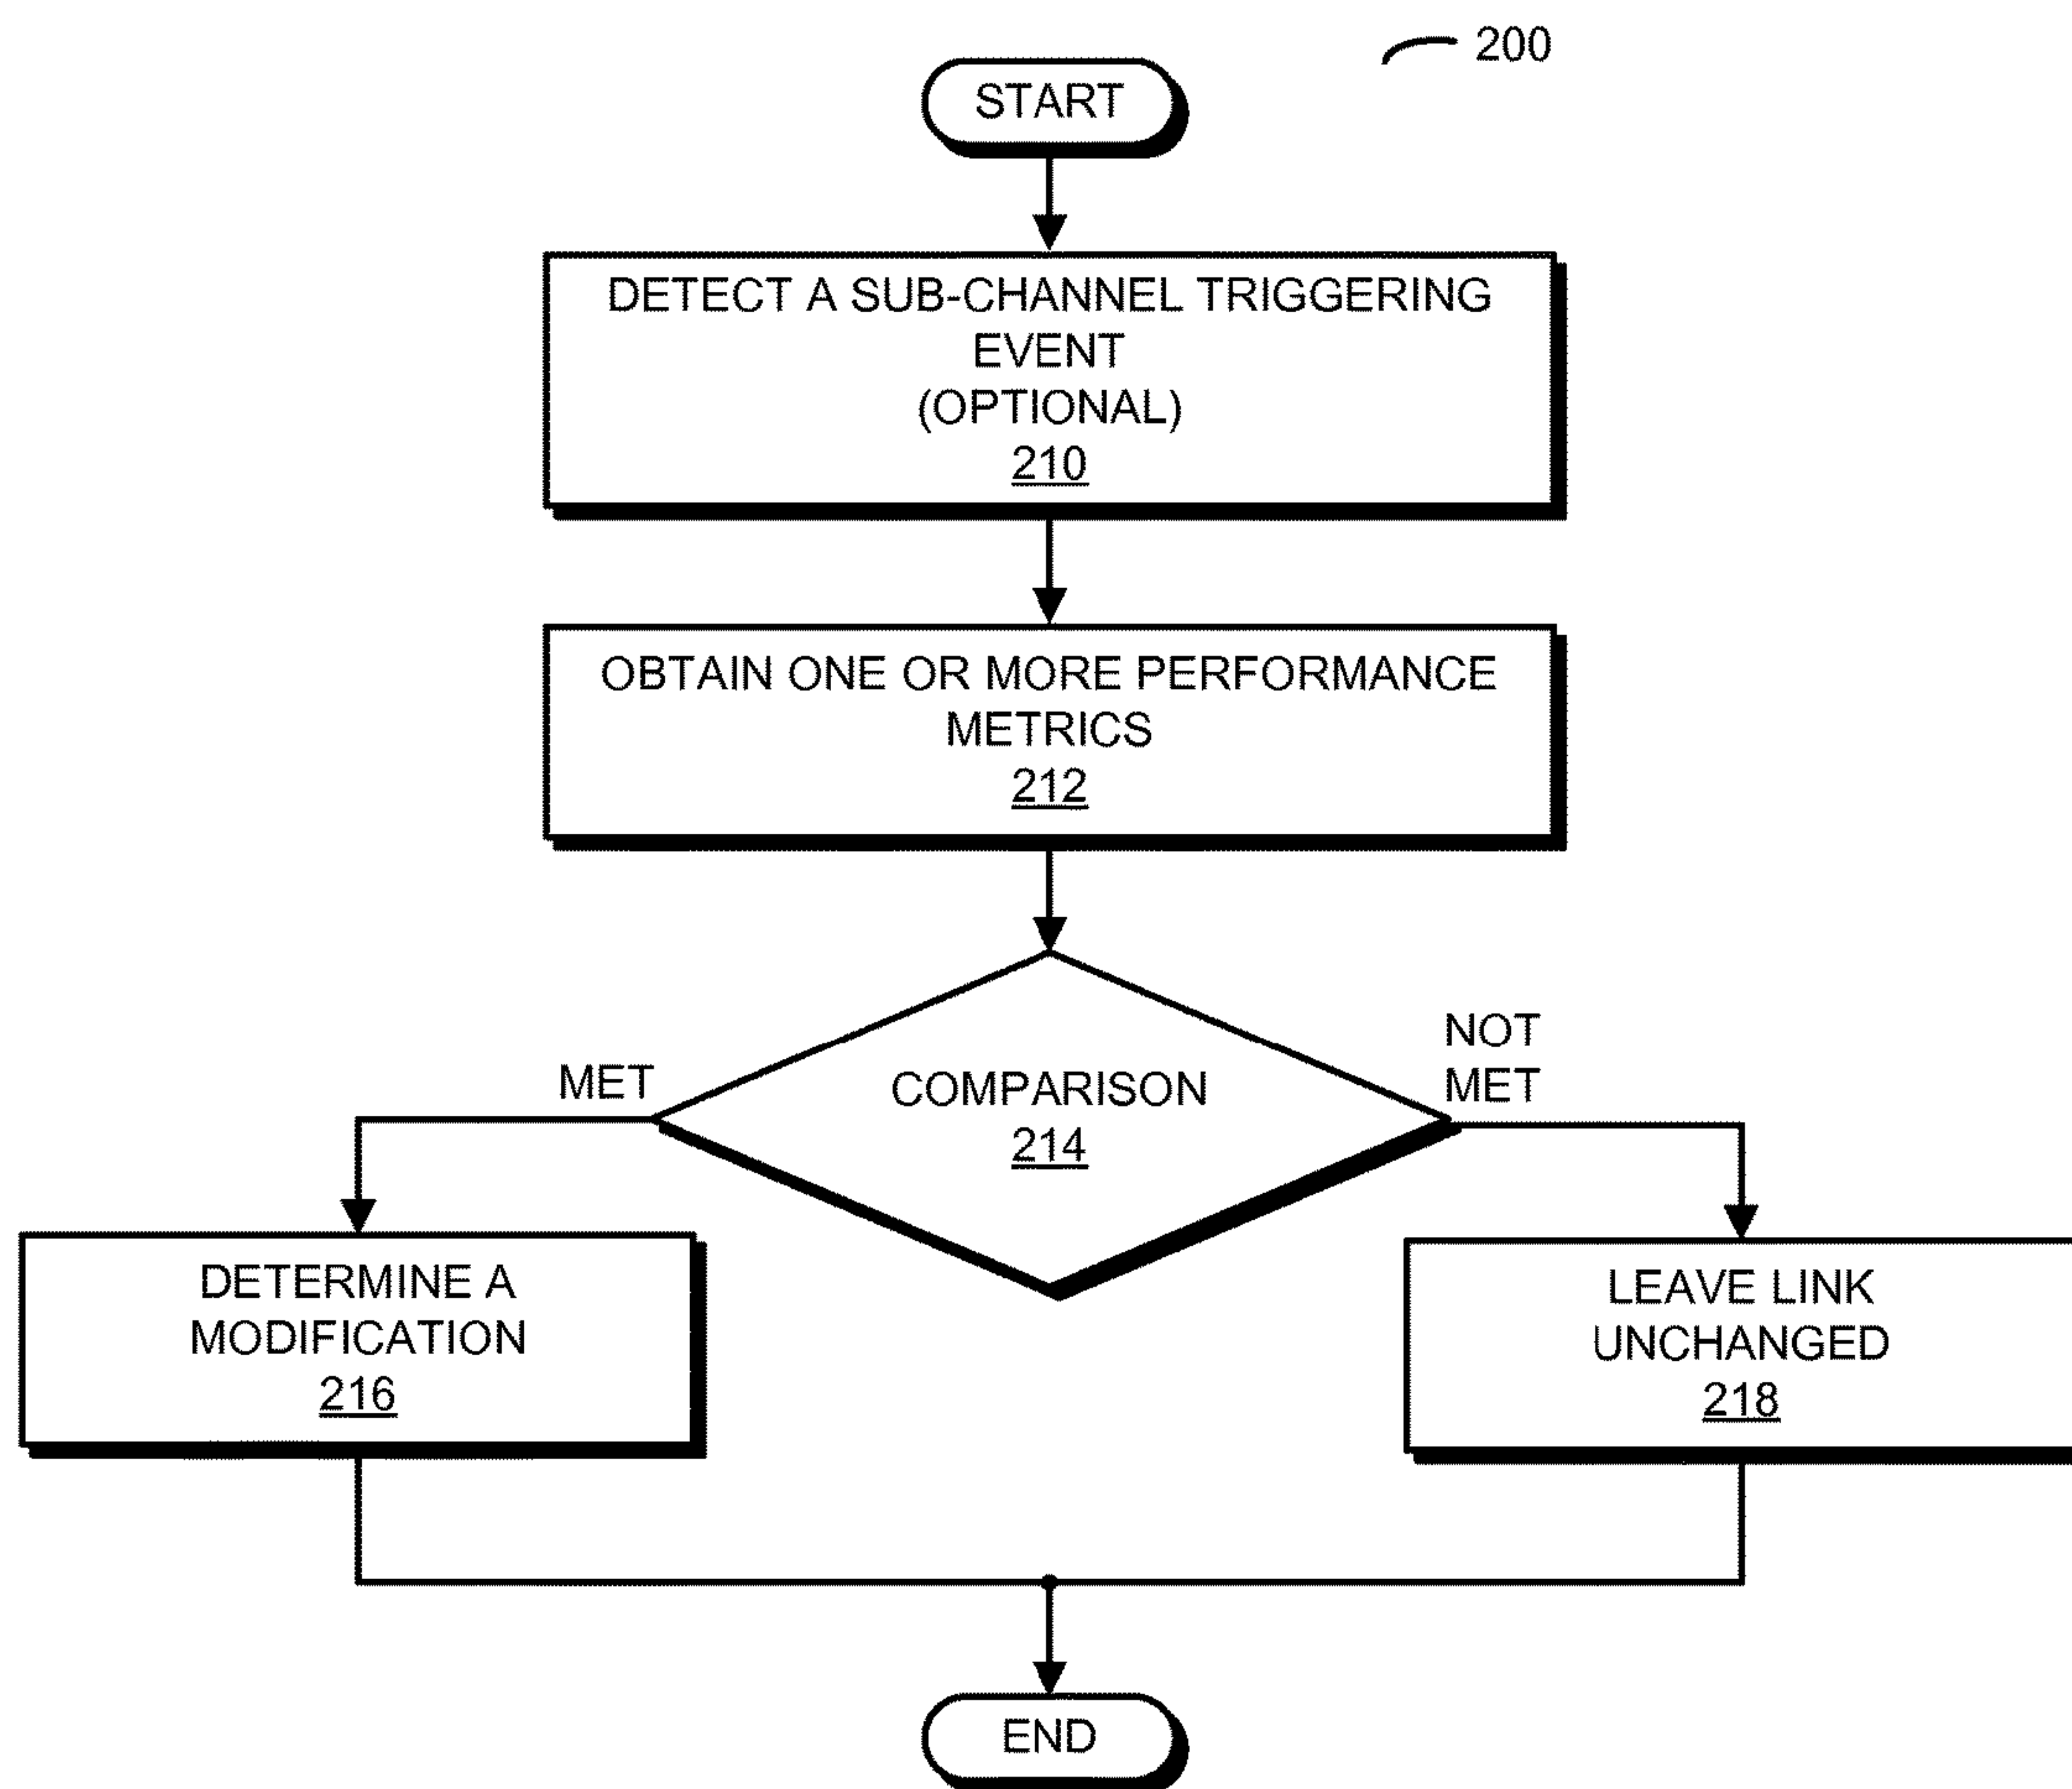 200
START
DETECT A SUB-CHANNEL TRIGGERING
EVENT
(OPTIONAL)
210
OBTAIN ONE OR MORE PERFORMANCE
METRICS
212
MET
COMPARISON
214
NOT
MET
DETERMINE A
MODIFICATION
216
LEAVE LINK
UNCHANGED
218
END